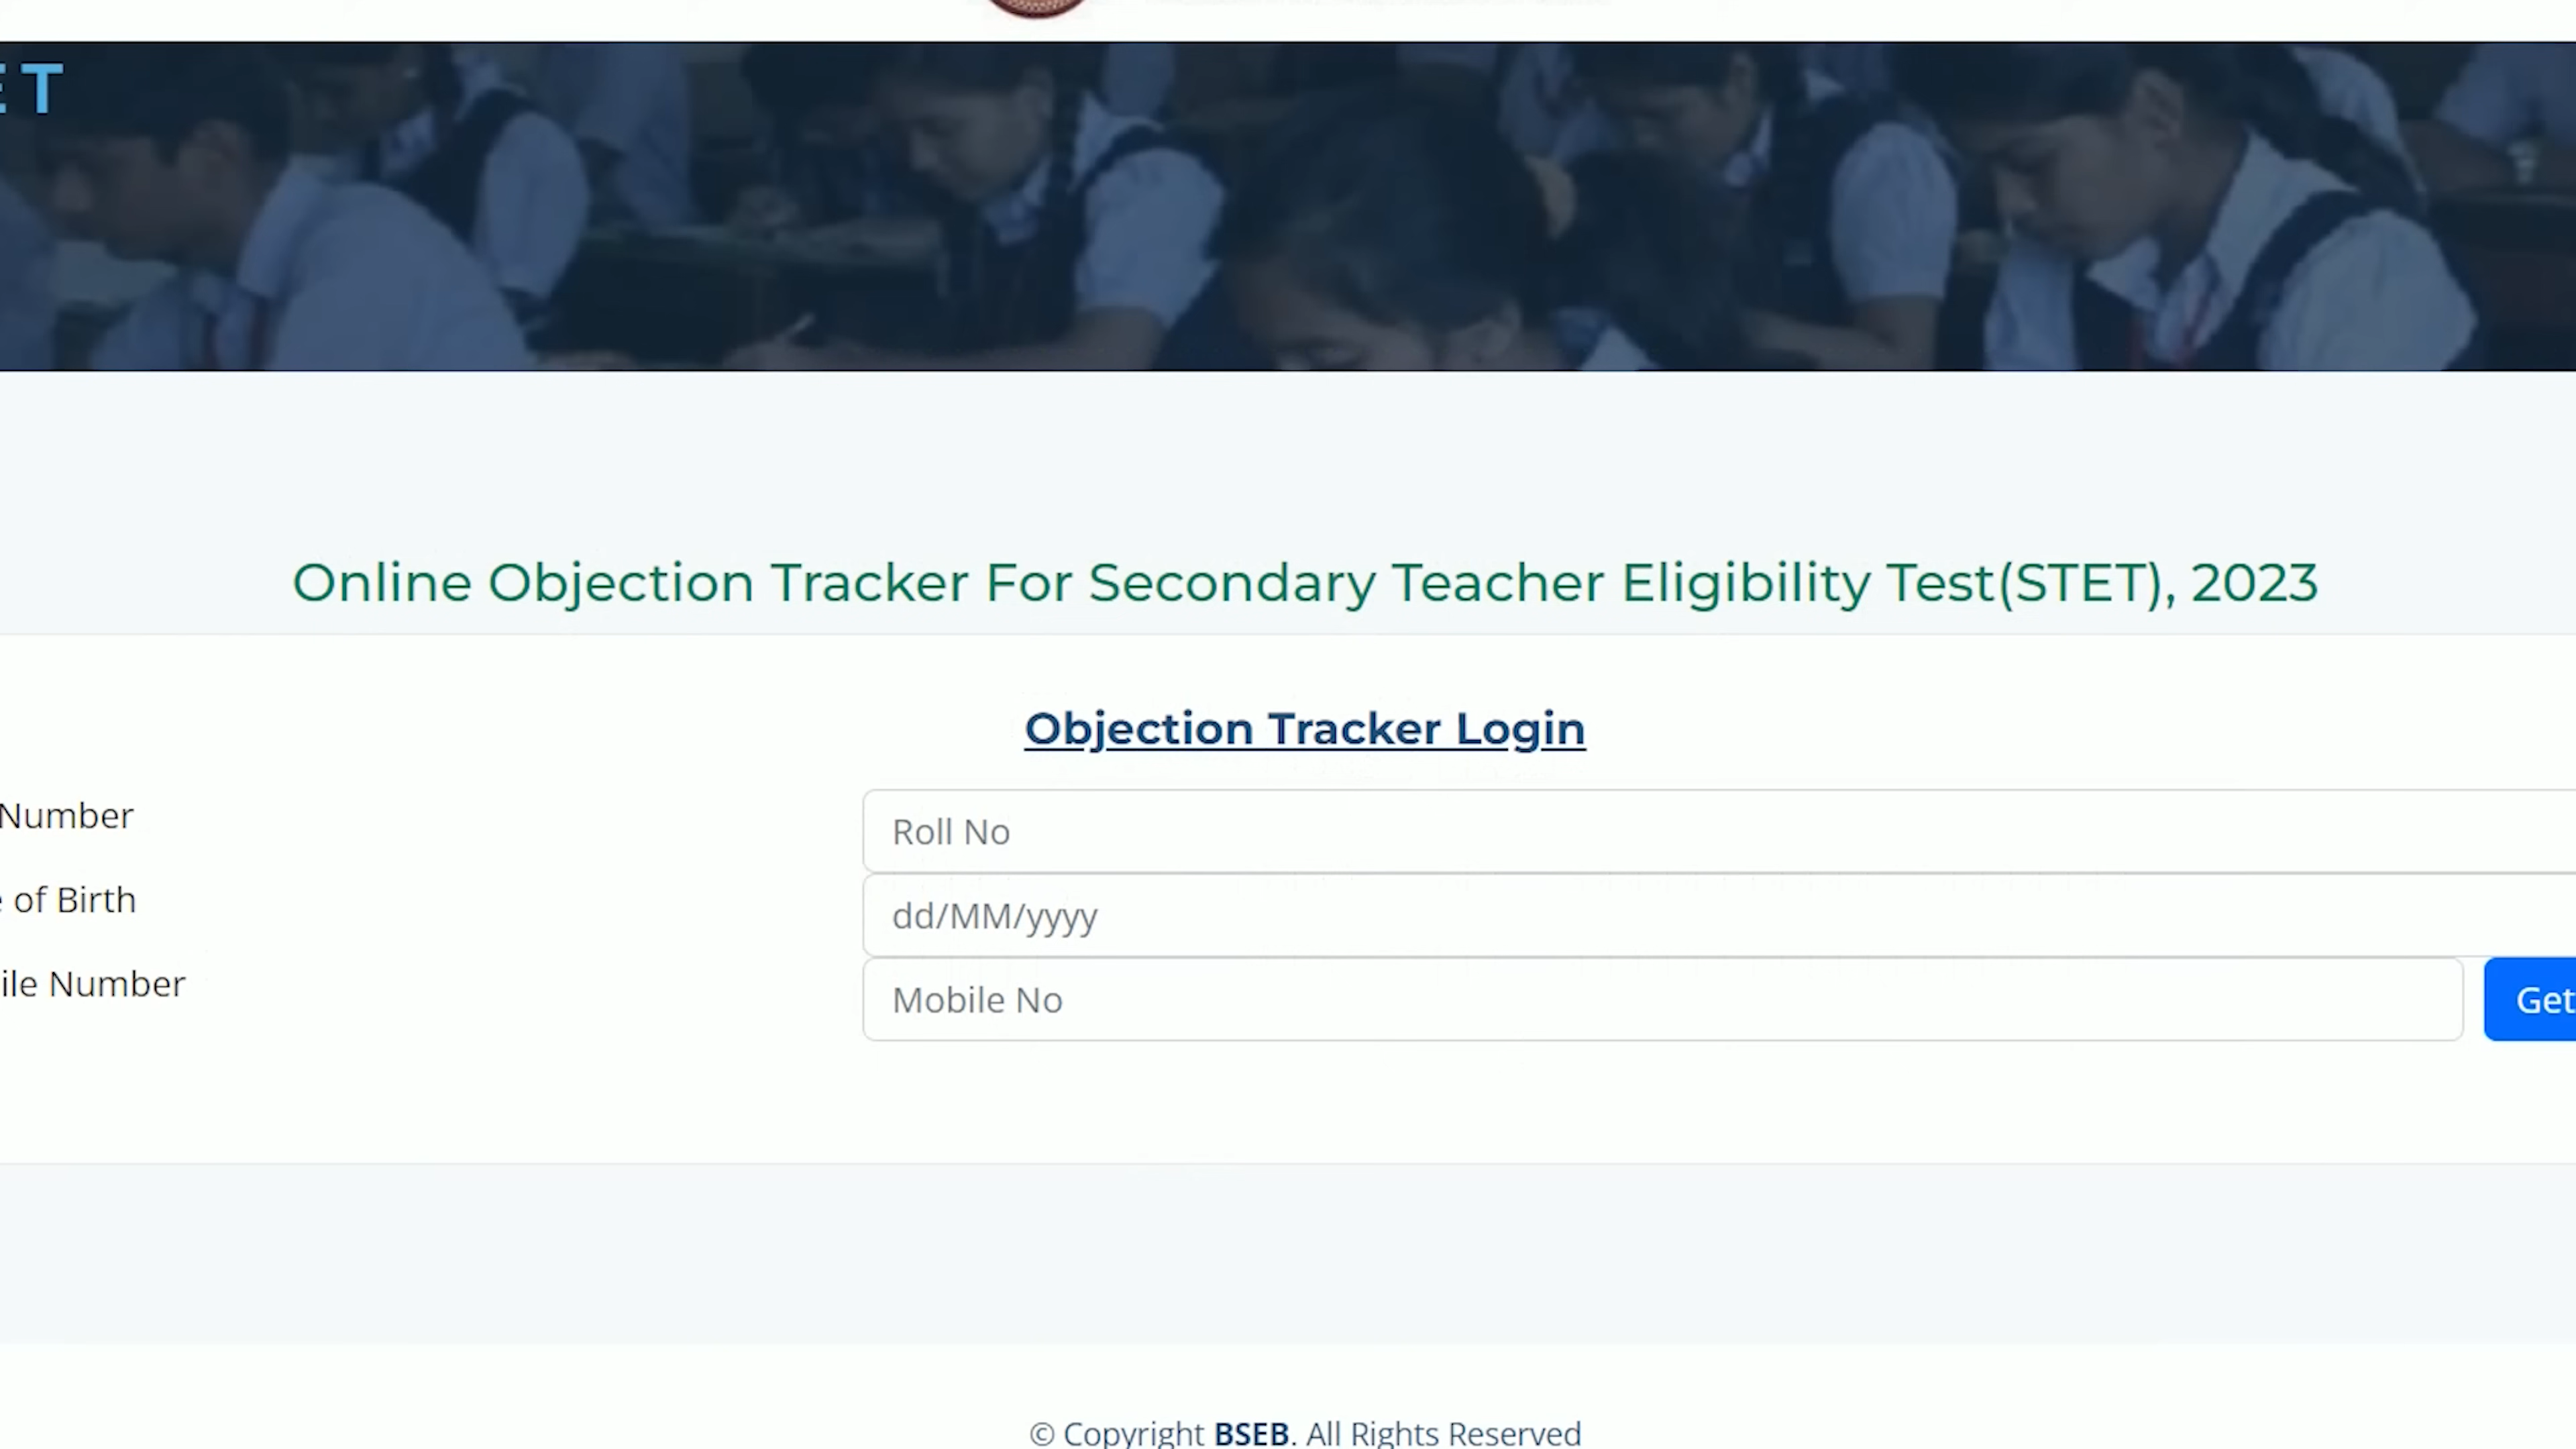 ET
Online Objection Tracker For Secondary Teacher Eligibility Test(STET), 2023
Objection Tracker Login
Number
Roll No
of Birth
dd/MM/yyyy
ile Number
Mobile No
Get
© Copyright BSEB. All Rights Reserved